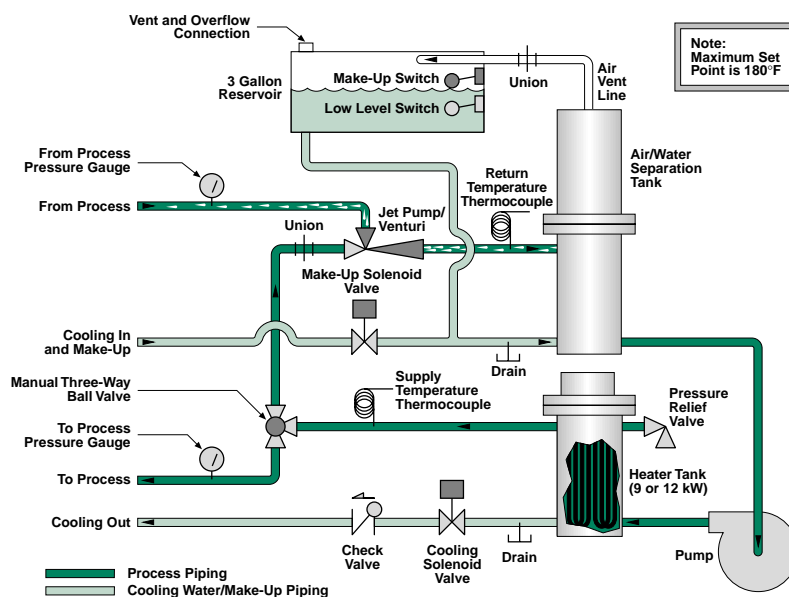 Vent and Overflow
Connection
Note:
Maximum Set
Point is 180°F
3 Gallon
Reservoir
Make-Up Switch
Low Level Switch
Union
Air
Vent
Line
From Process
Pressure Gauge
Air/Water
Separation
Tank
Return
Temperature
Thermocouple
From Process
Jet Pump/
Venturi
Union
Make-Up Solenoid
Valve
Cooling In
and Make-Up
Drain
Manual Three-Way
Ball Valve
Supply
Temperature
Thermocouple
Pressure
Relief
Valve
To Process
Pressure Gauge
To Process
Heater Tank
(9 or 12 kW)
Cooling Out
Check
Valve
Cooling
Solenoid
Valve
Drain
Pump
Process Piping
Cooling Water/Make-Up Piping